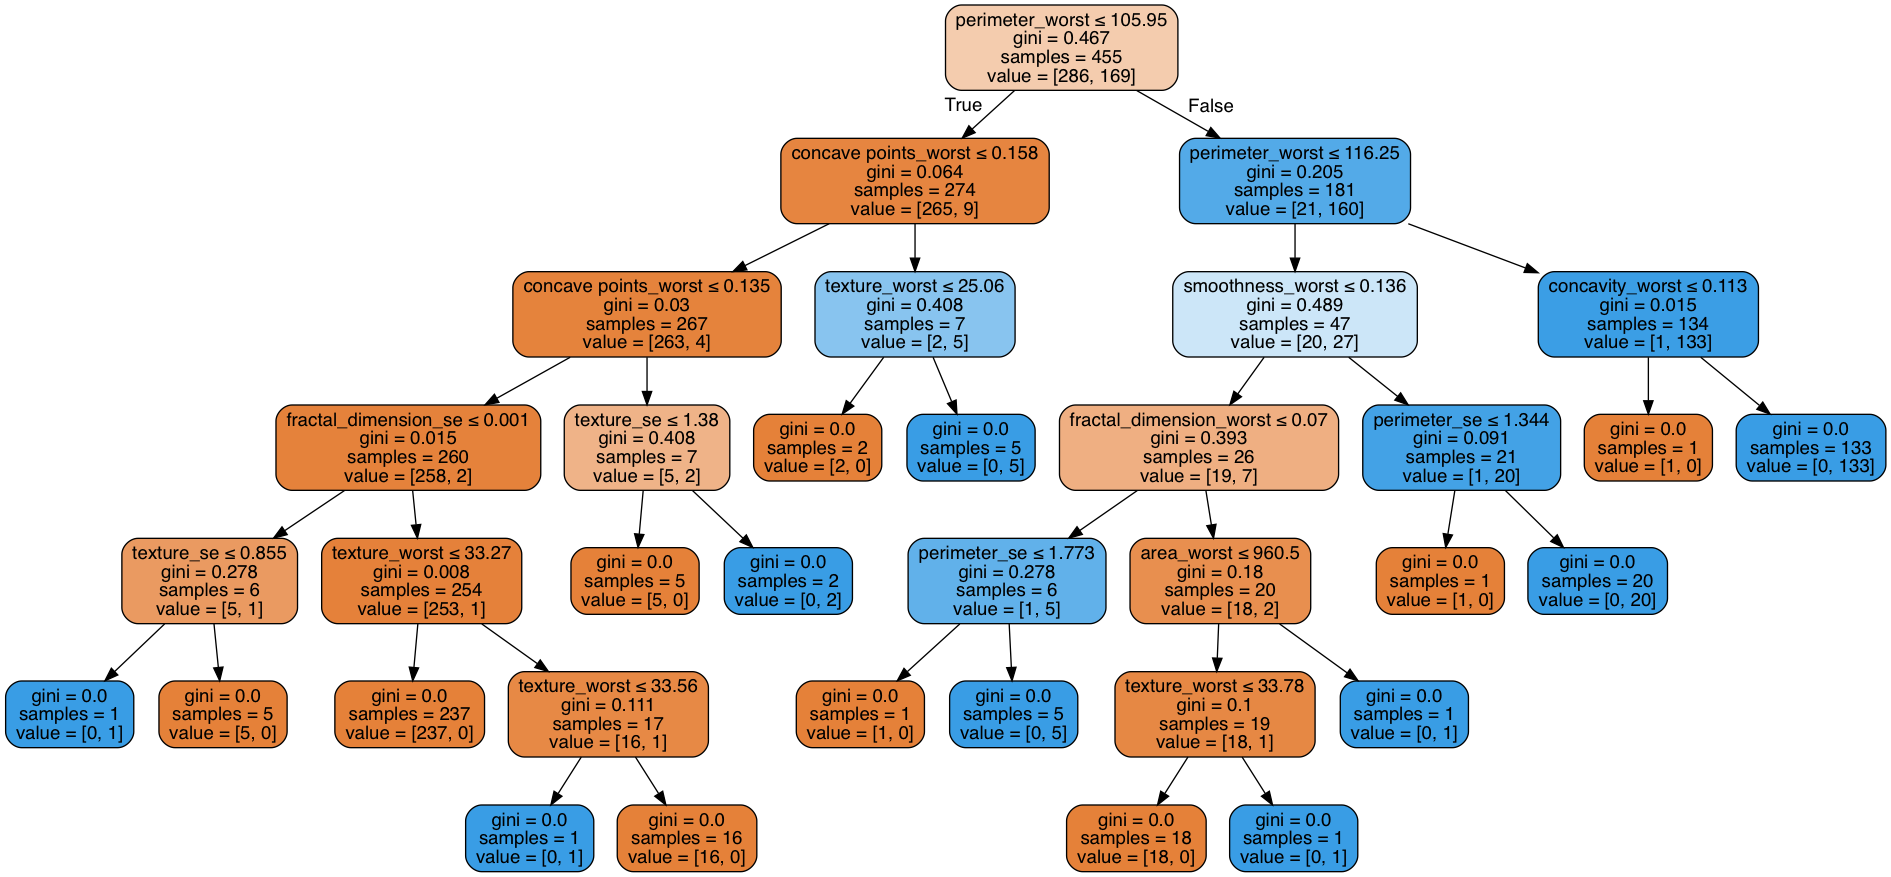 perimeter_worst ≤ 105.95
gini = 0.467
samples = 455
value = [286, 169]
True
False
concave points_worst ≤ 0.158
gini = 0.064
samples = 274
value = [265, 9]
perimeter_worst ≤ 116.25
gini = 0.205
samples = 181
value = [21, 160]
concave points_worst ≤ 0.135
gini = 0.03
samples = 267
value = [263, 4]
texture_worst ≤ 25.06
gini = 0.408
samples = 7
value = [2, 5]
smoothness_worst ≤ 0.136
gini = 0.489
samples = 47
value = [20, 27]
concavity_worst ≤ 0.113
gini = 0.015
samples = 134
value = [1, 133]
fractal_dimension_se ≤ 0.001
gini = 0.015
samples = 260
value = [258, 2]
texture_se ≤ 1.38
gini = 0.408
samples = 7
value = [5, 2]
gini = 0.0
samples = 2
value = [2, 0]
gini = 0.0
samples = 5
value = [0, 5]
fractal_dimension_worst ≤ 0.07
gini = 0.393
samples = 26
value = [19, 7]
perimeter_se ≤ 1.344
gini = 0.091
samples = 21
value = [1, 20]
gini = 0.0
samples = 1
value = [1, 0]
gini = 0.0
samples = 133
value = [0, 133]
texture_se ≤ 0.855
gini = 0.278
samples = 6
value = [5, 1]
texture_worst ≤ 33.27
gini = 0.008
samples = 254
value = [253, 1]
gini = 0.0
samples = 5
value = [5, 0]
gini = 0.0
samples = 2
value = [0, 2]
perimeter_se ≤ 1.773
gini = 0.278
samples = 6
value = [1, 5]
area_worst ≤ 960.5
gini = 0.18
samples = 20
value = [18, 2]
gini = 0.0
samples = 1
value = [1, 0]
gini = 0.0
samples = 20
value = [0, 20]
gini = 0.0
samples = 1
value = [0, 1]
gini = 0.0
samples = 5
value = [5, 0]
gini = 0.0
samples = 237
value = [237, 0]
texture_worst ≤ 33.56
gini = 0.111
samples = 17
value = [16, 1]
gini = 0.0
samples = 1
value = [1, 0]
gini = 0.0
samples = 5
value = [0, 5]
texture_worst ≤ 33.78
gini = 0.1
samples = 19
value = [18, 1]
gini = 0.0
samples = 1
value = [0, 1]
gini = 0.0
samples = 1
value = [0, 1]
gini = 0.0
samples = 16
value = [16, 0]
gini = 0.0
samples = 18
value = [18, 0]
gini = 0.0
samples = 1
value = [0, 1]